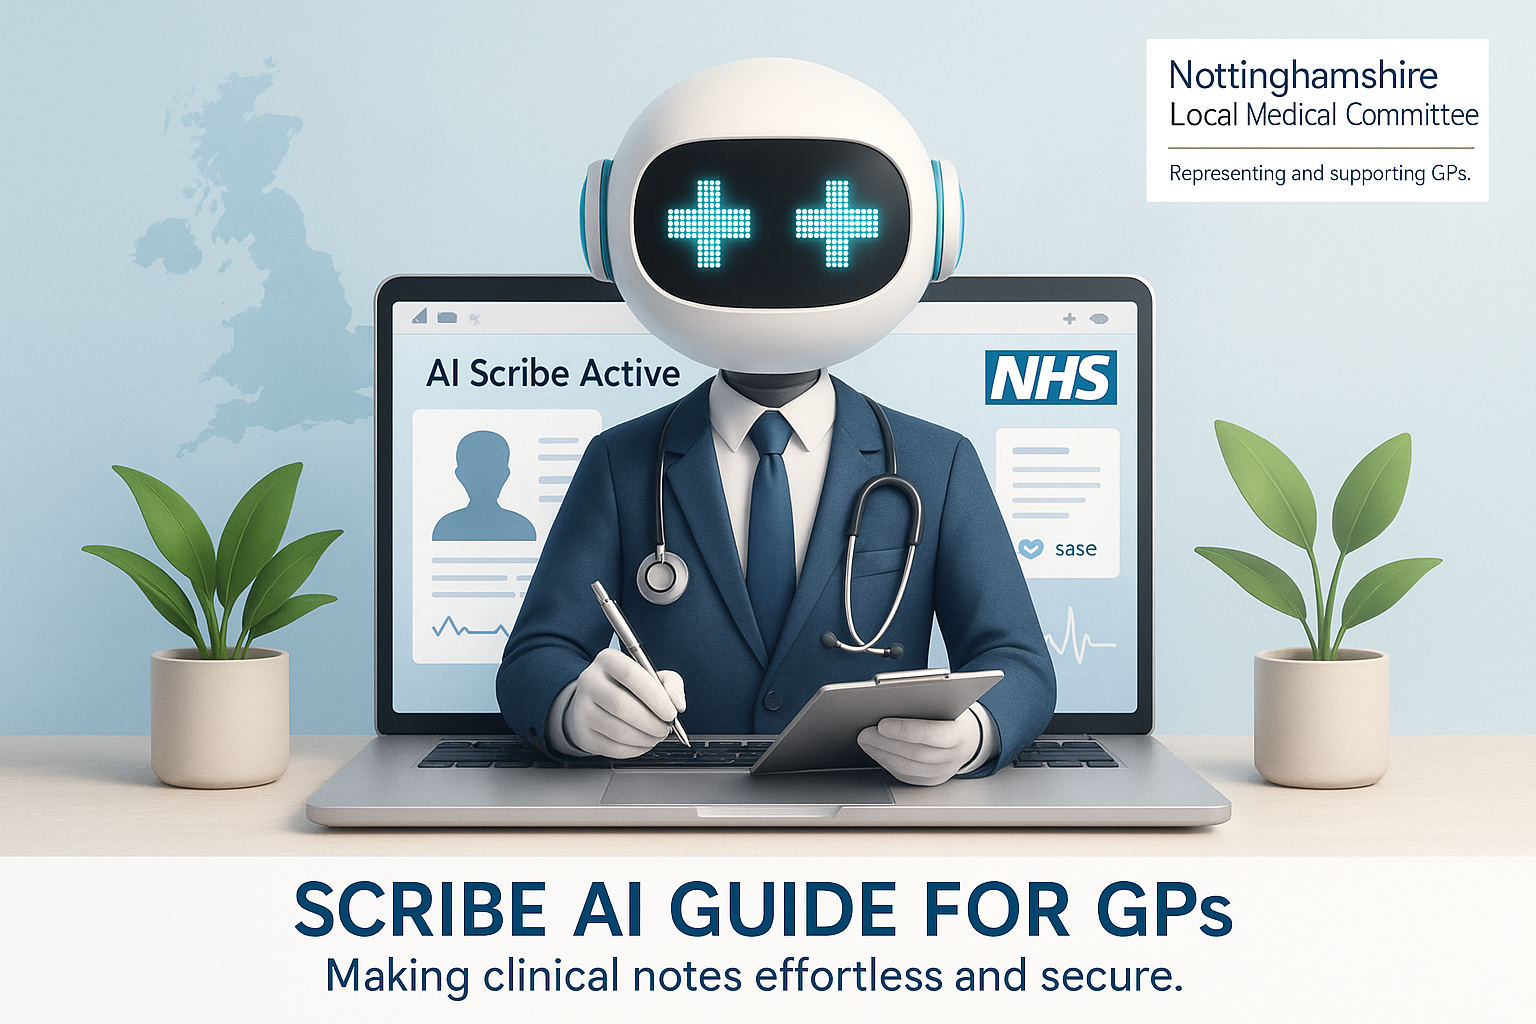 Nottinghamshire
Local Medical Committee
Representing and supporting GPs.
AI Scribe Active
NHS
sase
SCRIBE AI GUIDE FOR GPs
Making clinical notes effortless and secure.